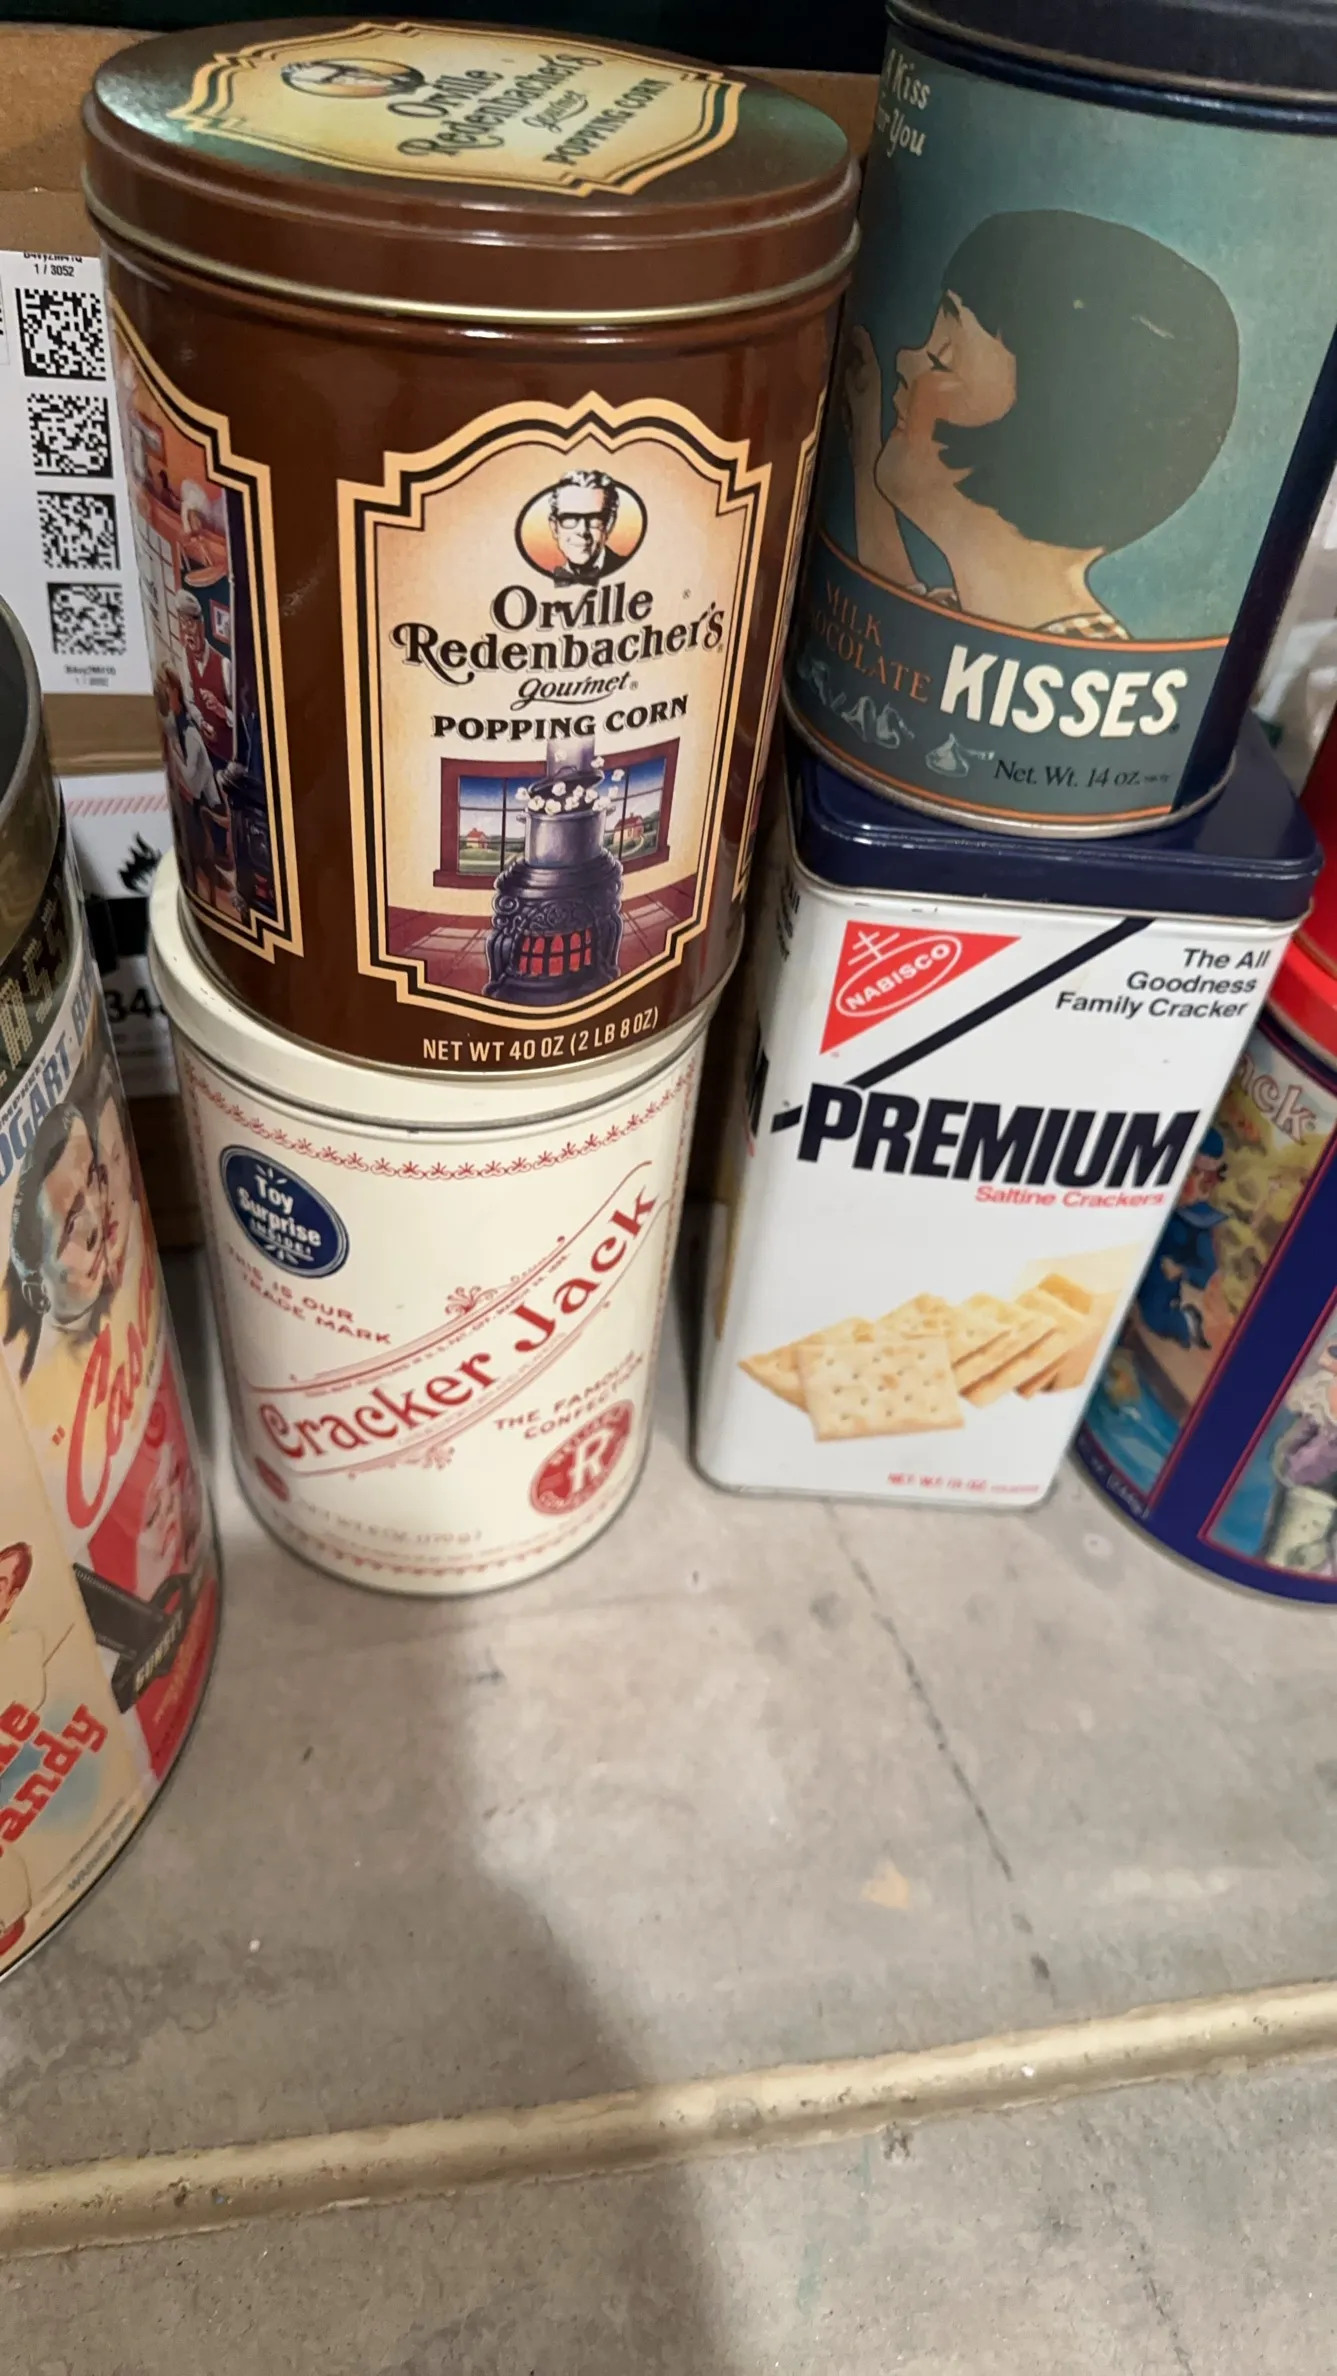 Orville
Redenbacher's
Gourmet
POPPING CORN
Orville
Redenbacher's
gourmet
POPPING CORN
NET WT 40 OZ (2 LB 8 OZ)
Kiss
You
MILK
KISSES
Net. Wt. 14 oz.
1 / 3052
Toy
Surprise
INSIDE!
THIS IS OUR
TRADE MARK
Cracker Jack
THE FAMOUS
CONFECTION
R
NABISCO
The All
Goodness
Family Cracker
PREMIUM
Saltine Crackers